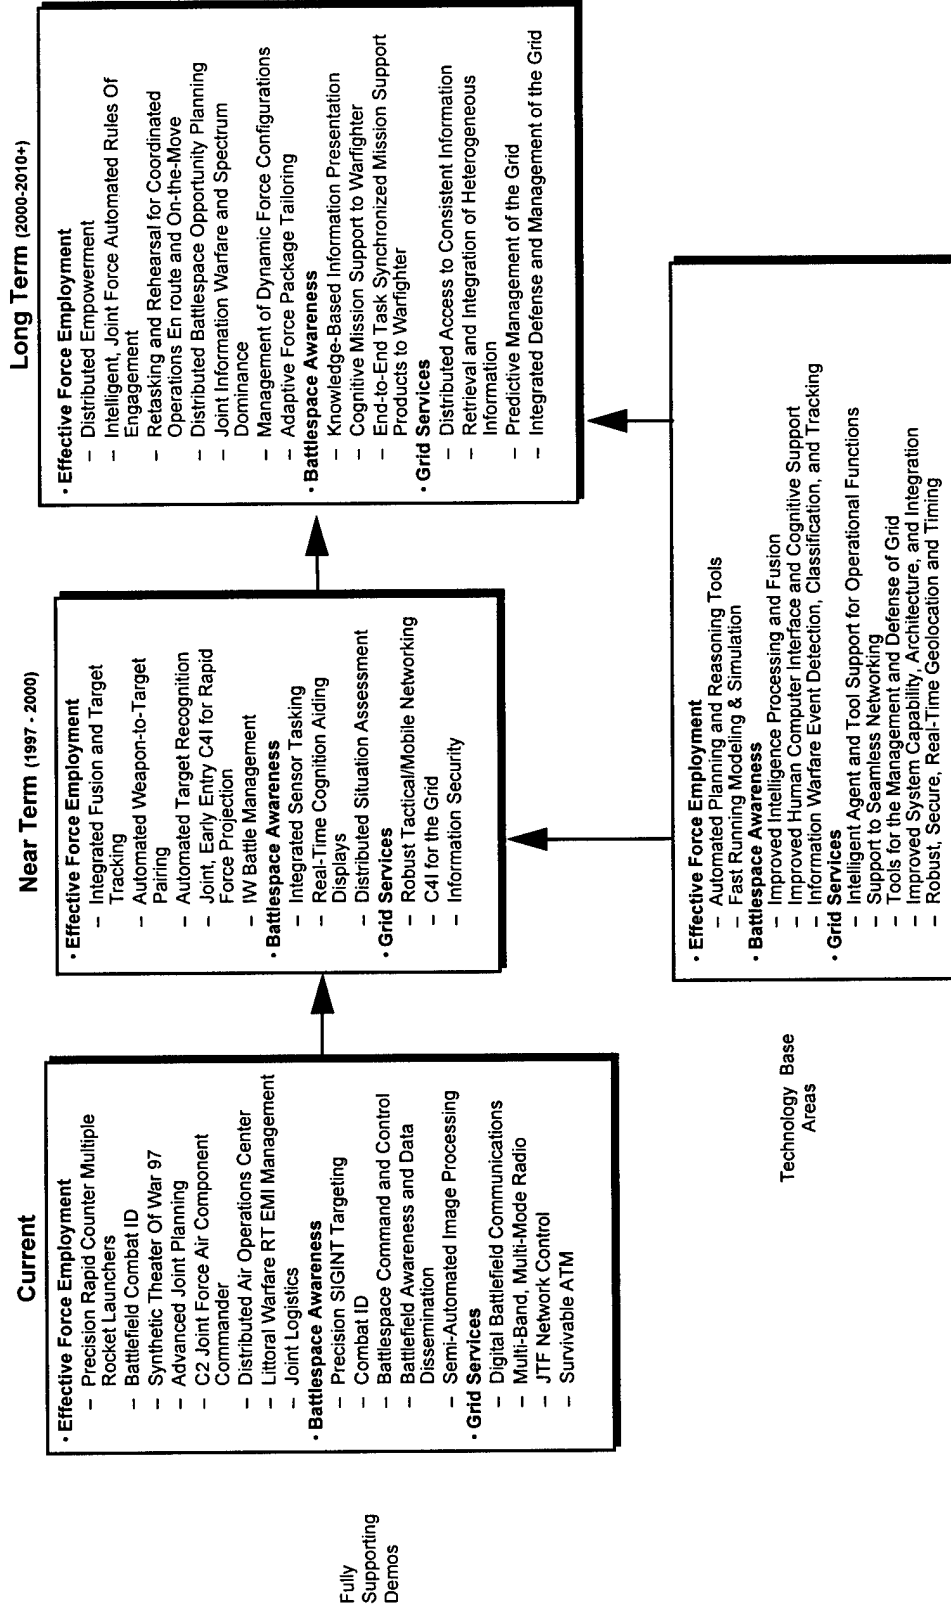 Current
Fully
Supporting
Demos
• Effective Force Employment
– Precision Rapid Counter Multiple
Rocket Launchers
– Battlefield Combat ID
– Synthetic Theater Of War 97
– Advanced Joint Planning
– C2 Joint Force Air Component
Commander
– Distributed Air Operations Center
– Littoral Warfare RT EMI Management
– Joint Logistics
• Battlespace Awareness
– Precision SIGINT Targeting
– Combat ID
– Battlespace Command and Control
– Battlefield Awareness and Data
Dissemination
– Semi-Automated Image Processing
• Grid Services
– Digital Battlefield Communications
– Multi-Band, Multi-Mode Radio
– JTF Network Control
– Survivable ATM
Near Term (1997 - 2000)
• Effective Force Employment
– Integrated Fusion and Target
Tracking
– Automated Weapon-to-Target
Pairing
– Automated Target Recognition
– Joint, Early Entry C4I for Rapid
Force Projection
– IW Battle Management
• Battlespace Awareness
– Integrated Sensor Tasking
– Real-Time Cognition Aiding
Displays
– Distributed Situation Assessment
• Grid Services
– Robust Tactical/Mobile Networking
– C4I for the Grid
– Information Security
Long Term (2000-2010+)
• Effective Force Employment
– Distributed Empowerment
– Intelligent, Joint Force Automated Rules Of
Engagement
– Retasking and Rehearsal for Coordinated
Operations En route and On-the-Move
– Distributed Battlespace Opportunity Planning
– Joint Information Warfare and Spectrum
Dominance
– Management of Dynamic Force Configurations
– Adaptive Force Package Tailoring
• Battlespace Awareness
– Knowledge-Based Information Presentation
– Cognitive Mission Support to Warfighter
– End-to-End Task Synchronized Mission Support
Products to Warfighter
• Grid Services
– Distributed Access to Consistent Information
– Retrieval and Integration of Heterogeneous
Information
– Predictive Management of the Grid
– Integrated Defense and Management of the Grid
Technology Base
Areas
• Effective Force Employment
– Automated Planning and Reasoning Tools
– Fast Running Modeling & Simulation
• Battlespace Awareness
– Improved Intelligence Processing and Fusion
– Improved Human Computer Interface and Cognitive Support
– Information Warfare Event Detection, Classification, and Tracking
• Grid Services
– Intelligent Agent and Tool Support for Operational Functions
– Support to Seamless Networking
– Tools for the Management and Defense of Grid
– Improved System Capability, Architecture, and Integration
– Robust, Secure, Real-Time Geolocation and Timing